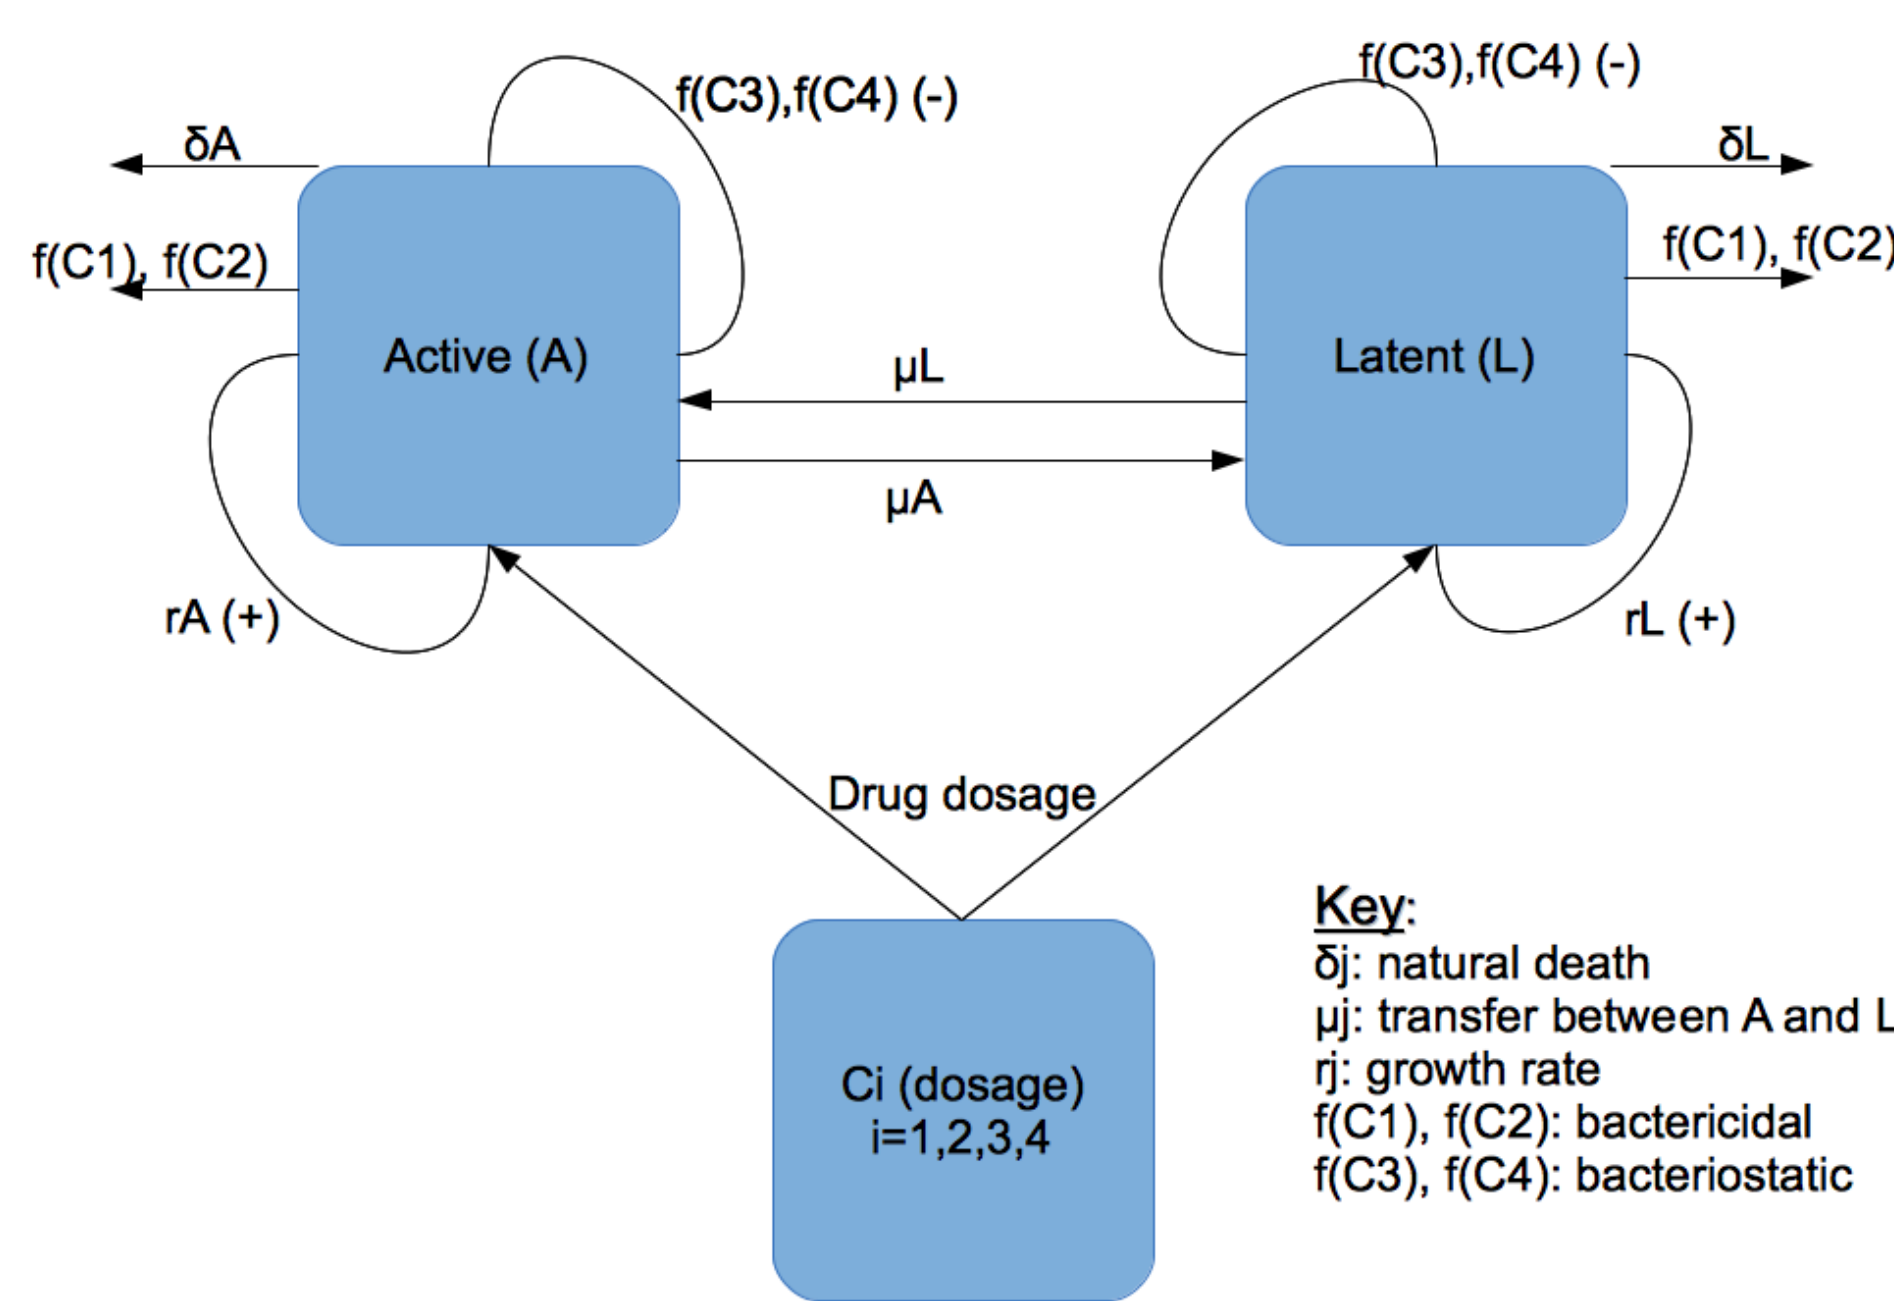 f(C3),f(C4) (-)
f(C3),f(C4) (-)
δA
δL
f(C1), f(C2)
f(C1), f(C2)
Active (A)
Latent (L)
μL
μA
rA (+)
rL (+)
Drug dosage
Ci (dosage)
i=1,2,3,4
Key:
δj: natural death
μj: transfer between A and L
rj: growth rate
f(C1), f(C2): bactericidal
f(C3), f(C4): bacteriostatic